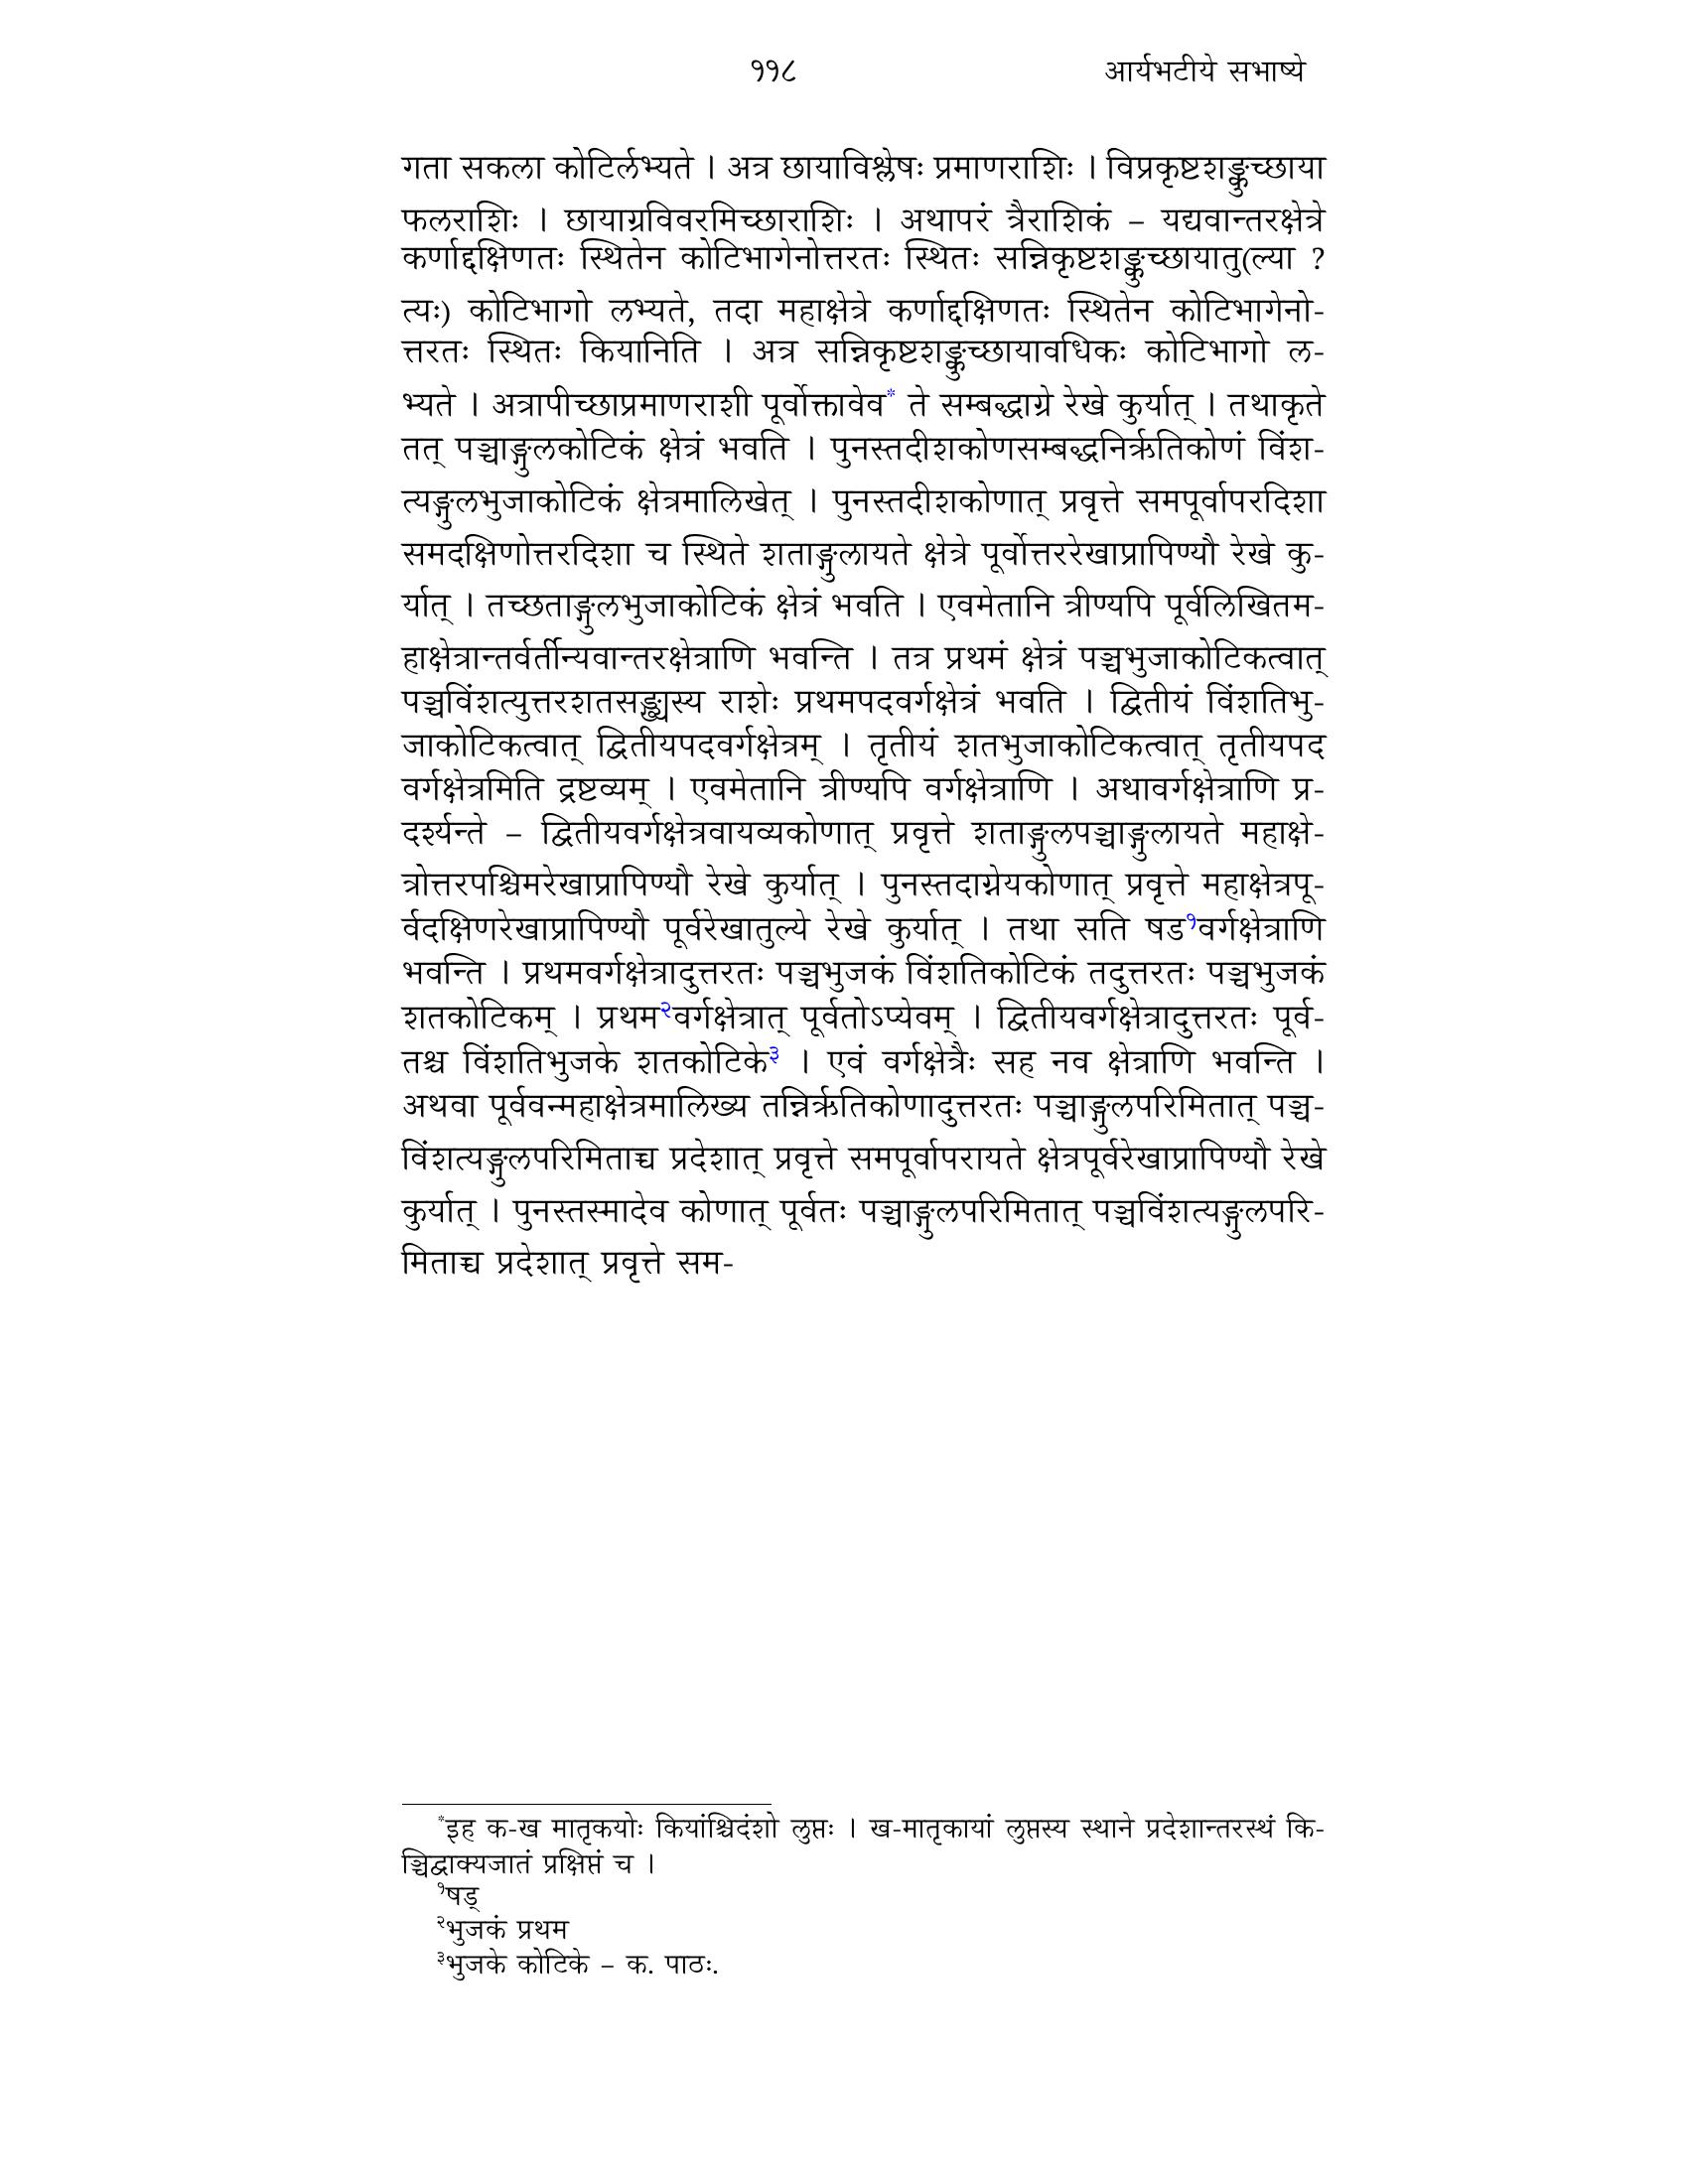 ११८ आर्यभटीये सभाष्ये
गता सकला कोटिर्लभ्यते । अत्र छायाविश्लेषः प्रमाणराशिः । विप्रकृष्टशङ्कुच्छाया
फलराशिः । छायाग्रविवरमिच्छाराशिः । अथापरं त्रैराशिकं – यद्यवान्तरक्षेत्रे
कर्णाद्दक्षिणतः स्थितेन कोटिभागेनोत्तरतः स्थितः सन्निकृष्टशङ्कुच्छायातु(ल्या ?
त्यः) कोटिभागो लभ्यते, तदा महाक्षेत्रे कर्णाद्दक्षिणतः स्थितेन कोटिभागेनो-
त्तरतः स्थितः कियानिति । अत्र सन्निकृष्टशङ्कुच्छायावधिकः कोटिभागो ल-
भ्यते । अत्रापीच्छाप्रमाणराशी पूर्वोक्तावेव* ते सम्बद्धाग्रे रेखे कुर्यात् । तथाकृते
तत् पञ्चाङ्गुलकोटिकं क्षेत्रं भवति । पुनस्तदीशकोणसम्बद्धनिर्ऋतिकोणं विंश-
त्यङ्गुलभुजाकोटिकं क्षेत्रमालिखेत् । पुनस्तदीशकोणात् प्रवृत्ते समपूर्वापरदिशा
समदक्षिणोत्तरदिशा च स्थिते शताङ्गुलायते क्षेत्रे पूर्वोत्तररेखाप्रापिण्यौ रेखे कु-
र्यात् । तच्छताङ्गुलभुजाकोटिकं क्षेत्रं भवति । एवमेतानि त्रीण्यपि पूर्वलिखितम-
हाक्षेत्रान्तर्वर्तीन्यवान्तरक्षेत्राणि भवन्ति । तत्र प्रथमं क्षेत्रं पञ्चभुजाकोटिकत्वात्
पञ्चविंशत्युत्तरशतसङ्ख्यस्य राशेः प्रथमपदवर्गक्षेत्रं भवति । द्वितीयं विंशतिभु-
जाकोटिकत्वात् द्वितीयपदवर्गक्षेत्रम् । तृतीयं शतभुजाकोटिकत्वात् तृतीयपद
वर्गक्षेत्रमिति द्रष्टव्यम् । एवमेतानि त्रीण्यपि वर्गक्षेत्राणि । अथावर्गक्षेत्राणि प्र-
दर्श्यन्ते – द्वितीयवर्गक्षेत्रवायव्यकोणात् प्रवृत्ते शताङ्गुलपञ्चाङ्गुलायते महाक्षे-
त्रोत्तरपश्चिमरेखाप्रापिण्यौ रेखे कुर्यात् । पुनस्तदाग्नेयकोणात् प्रवृत्ते महाक्षेत्रपू-
र्वदक्षिणरेखाप्रापिण्यौ पूर्वरेखातुल्ये रेखे कुर्यात् । तथा सति षड१वर्गक्षेत्राणि
भवन्ति । प्रथमवर्गक्षेत्रादुत्तरतः पञ्चभुजकं विंशतिकोटिकं तदुत्तरतः पञ्चभुजकं
शतकोटिकम् । प्रथम२वर्गक्षेत्रात् पूर्वतोऽप्येवम् । द्वितीयवर्गक्षेत्रादुत्तरतः पूर्व-
तश्च विंशतिभुजके शतकोटिके३ । एवं वर्गक्षेत्रैः सह नव क्षेत्राणि भवन्ति ।
अथवा पूर्ववन्महाक्षेत्रमालिख्य तन्निर्ऋतिकोणादुत्तरतः पञ्चाङ्गुलपरिमितात् पञ्च-
विंशत्यङ्गुलपरिमिताच्च प्रदेशात् प्रवृत्ते समपूर्वापरायते क्षेत्रपूर्वरेखाप्रापिण्यौ रेखे
कुर्यात् । पुनस्तस्मादेव कोणात् पूर्वतः पञ्चाङ्गुलपरिमितात् पञ्चविंशत्यङ्गुलपरि-
मिताच्च प्रदेशात् प्रवृत्ते सम-
*इह क-ख मातृकयोः कियांश्चिदंशो लुप्तः । ख-मातृकायां लुप्तस्य स्थाने प्रदेशान्तरस्थं कि-
ञ्चिद्वाक्यजातं प्रक्षिप्तं च ।
१षड्
२भुजकं प्रथम
३भुजके कोटिके – क. पाठः.